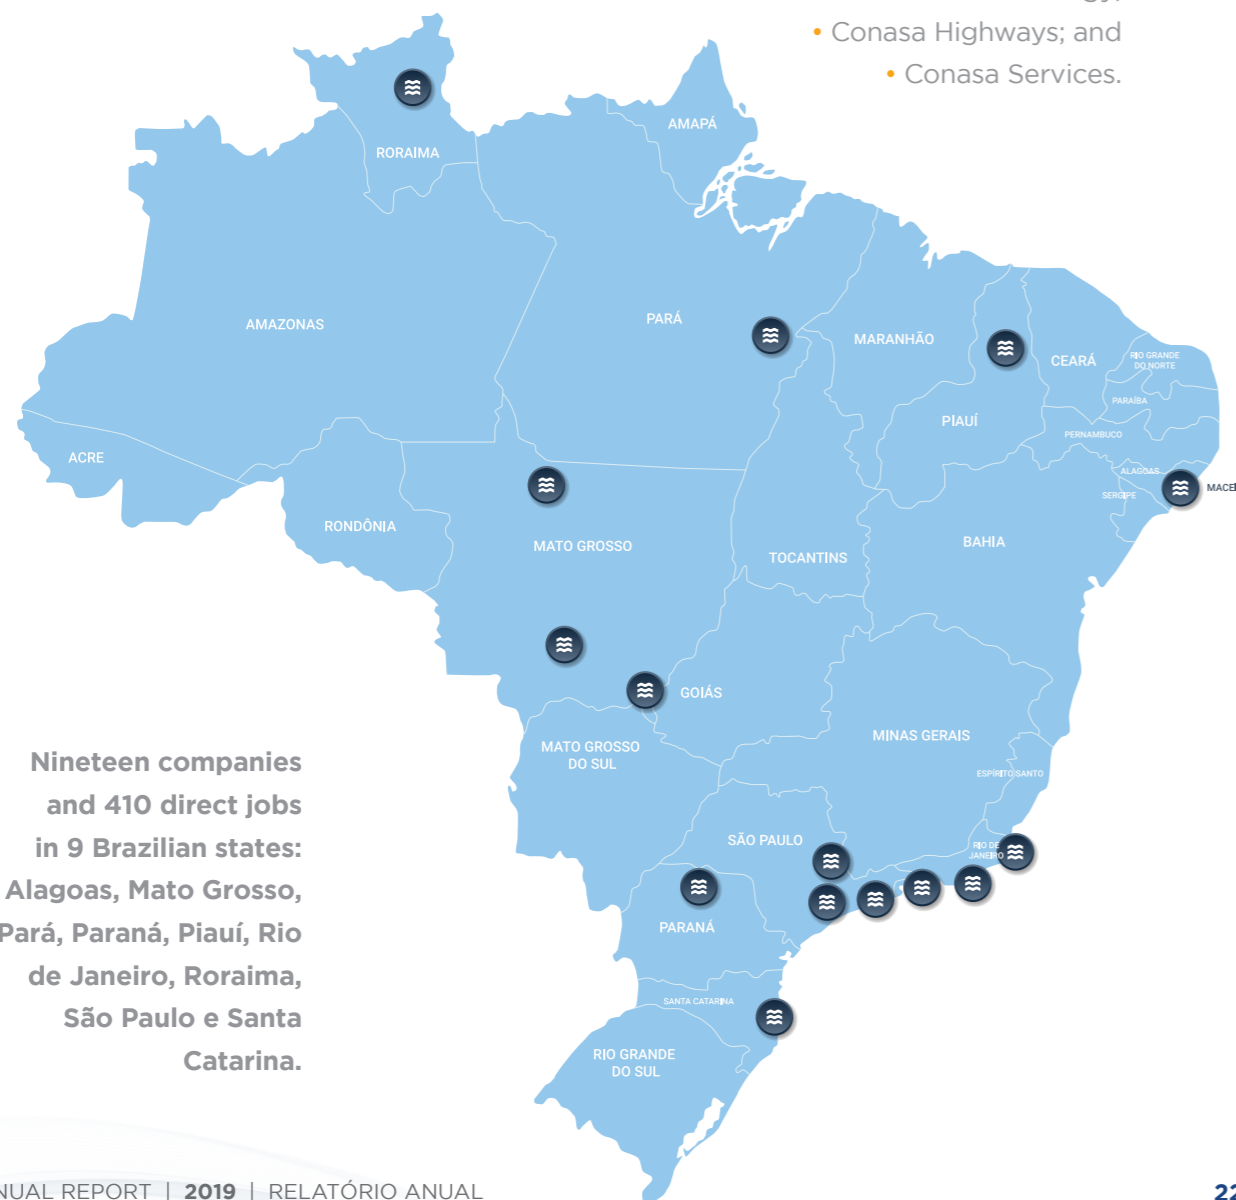 • Conasa Highways; and
• Conasa Services.
RORAIMA
AMAPÁ
AMAZONAS
PARÁ
MARANHÃO
CEARÁ
RIO GRANDE
DO NORTE
PARAÍBA
PIAUÍ
PERNAMBUCO
ACRE
ALAGOAS
SERGIPE
RONDÔNIA
MATO GROSSO
TOCANTINS
BAHIA
GOIÁS
MINAS GERAIS
MATO GROSSO
DO SUL
ESPÍRITO SANTO
SÃO PAULO
RIO DE
JANEIRO
PARANÁ
SANTA CATARINA
RIO GRANDE
DO SUL
Nineteen companies
and 410 direct jobs
in 9 Brazilian states:
Alagoas, Mato Grosso,
Pará, Paraná, Piauí, Rio
de Janeiro, Roraima,
São Paulo e Santa
Catarina.
NUAL REPORT | 2019 | RELATÓRIO ANUAL
22